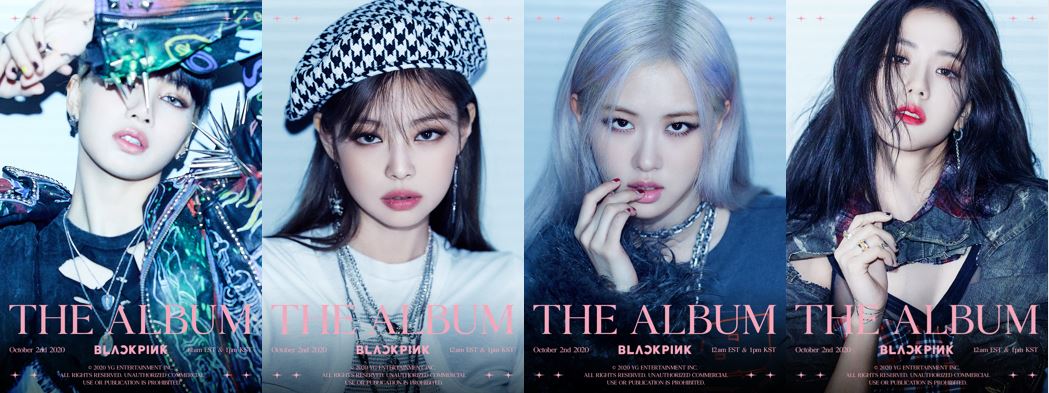 THE ALBUM
October 2nd 2020 BLACKPINK 12am EST & 1pm KST
© 2020 YG ENTERTAINMENT INC.
ALL RIGHTS RESERVED. UNAUTHORIZED COMMERCIAL
USE OR PUBLICATION IS PROHIBITED.
THE ALBUM
October 2nd 2020 BLACKPINK 12am EST & 1pm KST
© 2020 YG ENTERTAINMENT INC.
ALL RIGHTS RESERVED. UNAUTHORIZED COMMERCIAL
USE OR PUBLICATION IS PROHIBITED.
THE ALBUM
October 2nd 2020 BLACKPINK 12am EST & 1pm KST
© 2020 YG ENTERTAINMENT INC.
ALL RIGHTS RESERVED. UNAUTHORIZED COMMERCIAL
USE OR PUBLICATION IS PROHIBITED.
THE ALBUM
October 2nd 2020 BLACKPINK 12am EST & 1pm KST
© 2020 YG ENTERTAINMENT INC.
ALL RIGHTS RESERVED. UNAUTHORIZED COMMERCIAL
USE OR PUBLICATION IS PROHIBITED.